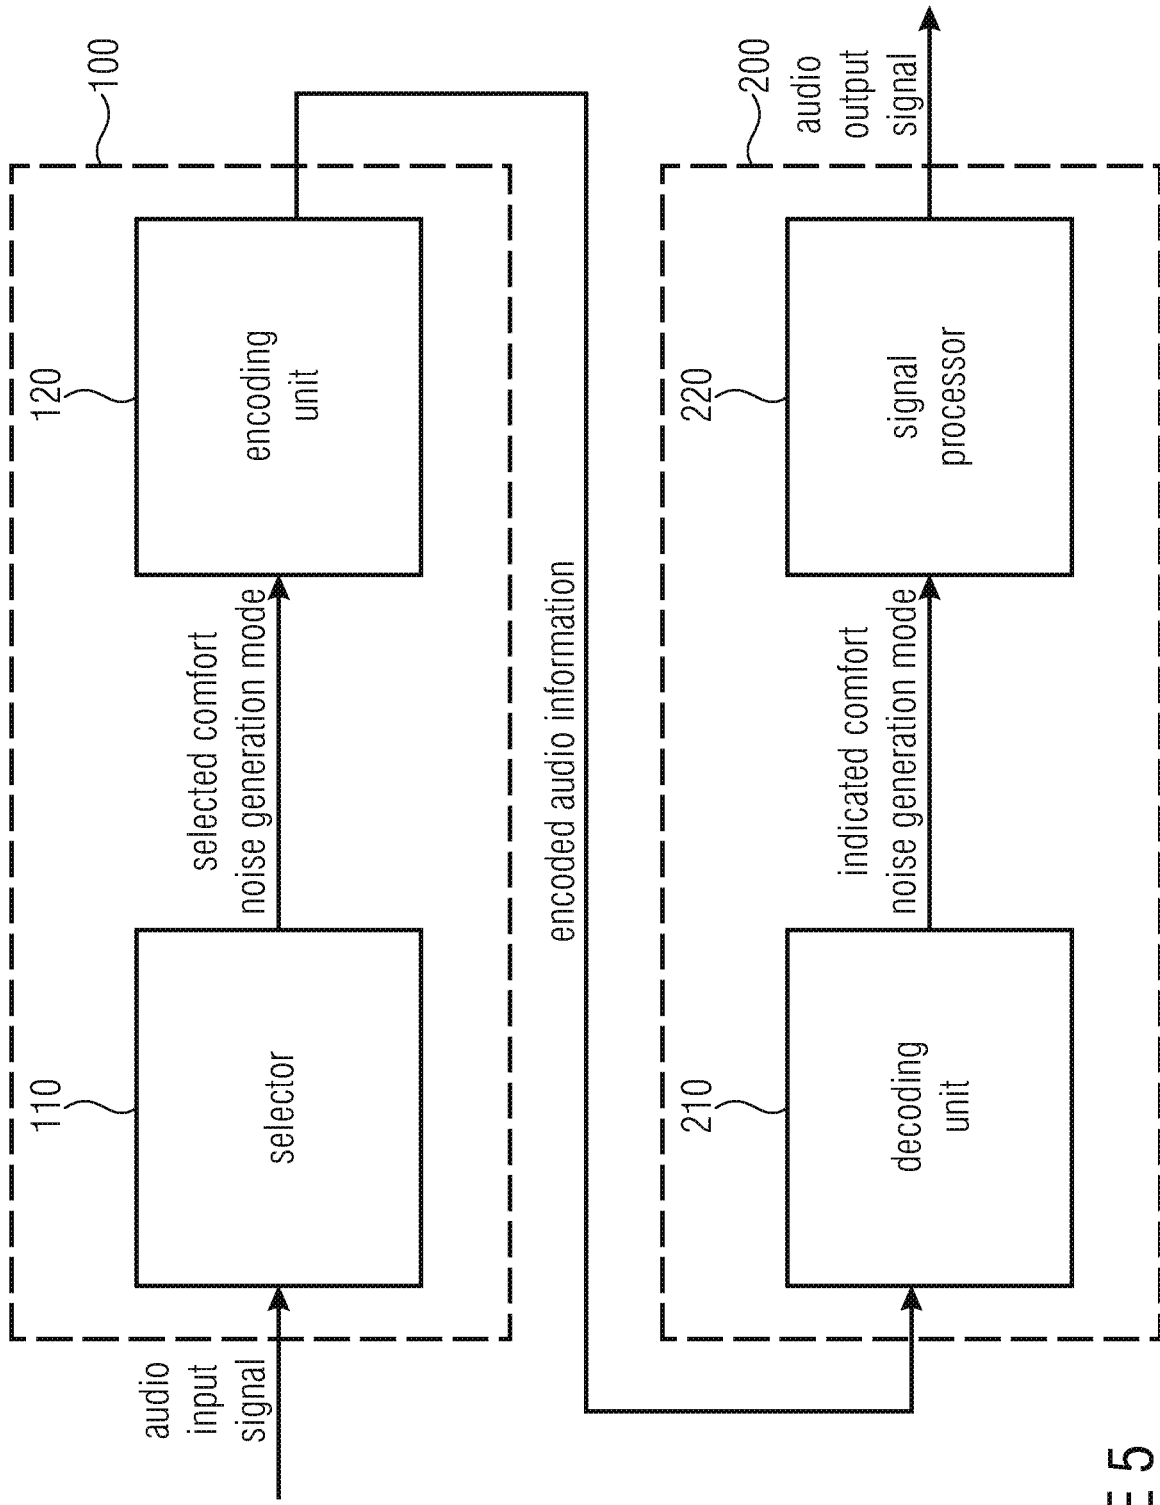 100
110
120
audio
input
signal
selector
selected comfort
noise generation mode
encoding
unit
encoded audio information
200
210
220
decoding
unit
indicated comfort
noise generation mode
signal
processor
audio
output
signal
5